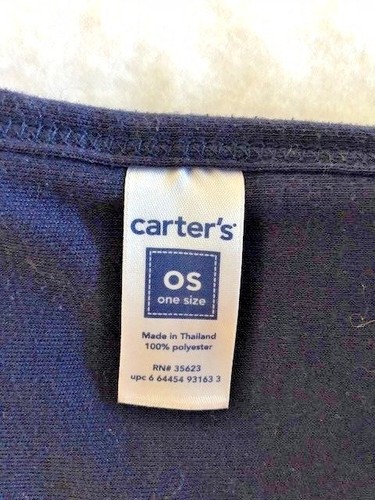 carter's
OS
one size
Made in Thailand
100% polyester
RN# 35623
upc 6 64454 93163 3